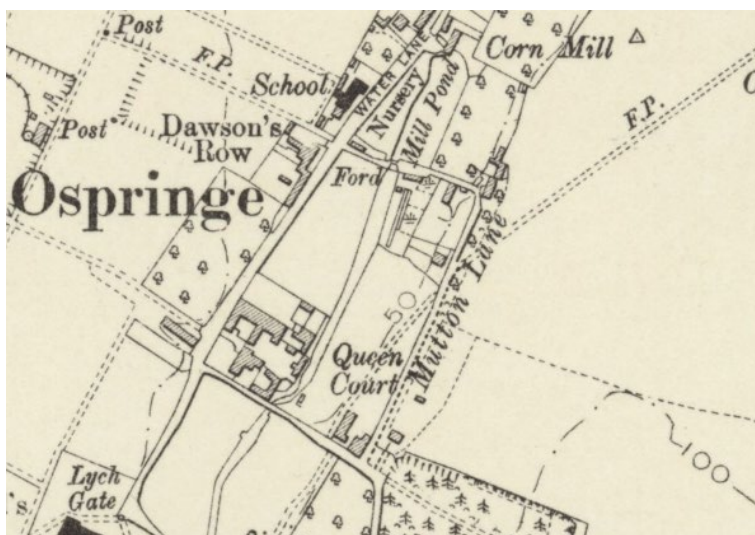 Post
F.P.
Corn Mill
WATER LANE
School
Nursery
Mill Pond
F.P.
Post
Dawson's
Row
Ford
Ospringe
Mutton Lane
50
Queen
Court
100
Lych
Gate
's